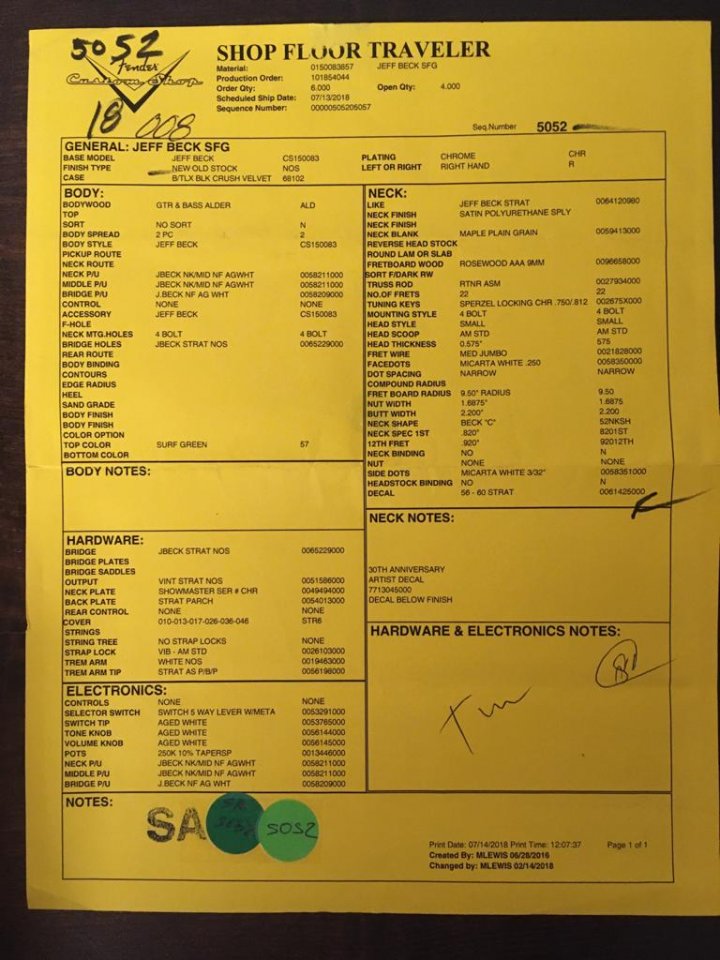 5052
Fender
Custom Shop
18 008
SHOP FLOOR TRAVELER
Material: 0150083857 JEFF BECK SFG
Production Order: 101854044
Order Qty: 6.000 Open Qty: 4.000
Scheduled Ship Date: 07/13/2018
Sequence Number: 00000505205057
Seq.Number 5052
GENERAL: JEFF BECK SFG
BASE MODEL JEFF BECK CS150083 PLATING CHROME CHR
FINISH TYPE NEW OLD STOCK NOS LEFT OR RIGHT RIGHT HAND R
CASE B/TLX BLK CRUSH VELVET 68102
BODY:
BODYWOOD GTR & BASS ALDER ALD
TOP
SORT NO SORT N
BODY SPREAD 2 PC 2
BODY STYLE JEFF BECK CS150083
PICKUP ROUTE
NECK ROUTE
NECK P/U JBECK NK/MID NF AGWHT 0058211000
MIDDLE P/U JBECK NK/MID NF AGWHT 0058211000
BRIDGE P/U J.BECK NF AG WHT 0058209000
CONTROL NONE NONE
ACCESSORY JEFF BECK CS150083
F-HOLE
NECK MTG.HOLES 4 BOLT 4 BOLT
BRIDGE HOLES JBECK STRAT NOS 0065229000
REAR ROUTE
BODY BINDING
CONTOURS
EDGE RADIUS
HEEL
SAND GRADE
BODY FINISH
BODY FINISH
COLOR OPTION
TOP COLOR SURF GREEN 57
BOTTOM COLOR
BODY NOTES:
HARDWARE:
BRIDGE JBECK STRAT NOS 0065229000
BRIDGE PLATES
BRIDGE SADDLES
OUTPUT VINT STRAT NOS 0051586000
NECK PLATE SHOWMASTER SER # CHR 0049494000
BACK PLATE STRAT PARCH 0054013000
REAR CONTROL NONE NONE
COVER 010-013-017-026-036-046 STR6
STRINGS
STRING TREE NO STRAP LOCKS NONE
STRAP LOCK VIB - AM STD 0026103000
TREM ARM WHITE NOS 0019463000
TREM ARM TIP STRAT AS P/B/P 0056198000
ELECTRONICS:
CONTROLS NONE NONE
SELECTOR SWITCH SWITCH 5 WAY LEVER W/META 0053291000
SWITCH TIP AGED WHITE 0053765000
TONE KNOB AGED WHITE 0056144000
VOLUME KNOB AGED WHITE 0056145000
POTS 250K 10% TAPERSP 0013446000
NECK P/U JBECK NK/MID NF AGWHT 0058211000
MIDDLE P/U JBECK NK/MID NF AGWHT 0058211000
BRIDGE P/U J.BECK NF AG WHT 0058209000
NECK:
LIKE JEFF BECK STRAT 0064120980
NECK FINISH SATIN POLYURETHANE SPLY
NECK FINISH
NECK BLANK MAPLE PLAIN GRAIN 0059413000
REVERSE HEAD STOCK
ROUND LAM OR SLAB
FRETBOARD WOOD ROSEWOOD AAA 9MM 0096658000
SORT F/DARK RW
TRUSS ROD RTNR ASM 0027934000
NO.OF FRETS 22 22
TUNING KEYS SPERZEL LOCKING CHR .750/.812 002675X000
MOUNTING STYLE 4 BOLT 4 BOLT
HEAD STYLE SMALL SMALL
HEAD SCOOP AM STD AM STD
HEAD THICKNESS 0.575" 575
FRET WIRE MED JUMBO 0021828000
FACEDOTS MICARTA WHITE .250 0058350000
DOT SPACING NARROW NARROW
COMPOUND RADIUS
FRET BOARD RADIUS 9.50" RADIUS 9.50
NUT WIDTH 1.6875" 1.6875
BUTT WIDTH 2.200" 2.200
NECK SHAPE BECK "C" 52NKSH
NECK SPEC 1ST .820" 8201ST
12TH FRET .920" 92012TH
NECK BINDING NO N
NUT NONE NONE
SIDE DOTS MICARTA WHITE 3/32" 0058351000
HEADSTOCK BINDING NO N
DECAL 56 - 60 STRAT 0061425000
NECK NOTES:
30TH ANNIVERSARY
ARTIST DECAL
7713045000
DECAL BELOW FINISH
HARDWARE & ELECTRONICS NOTES:
NOTES:
SA
5052
Print Date: 07/14/2018 Print Time: 12:07:37 Page 1 of 1
Created By: MLEWIS 06/28/2016
Changed by: MLEWIS 02/14/2018